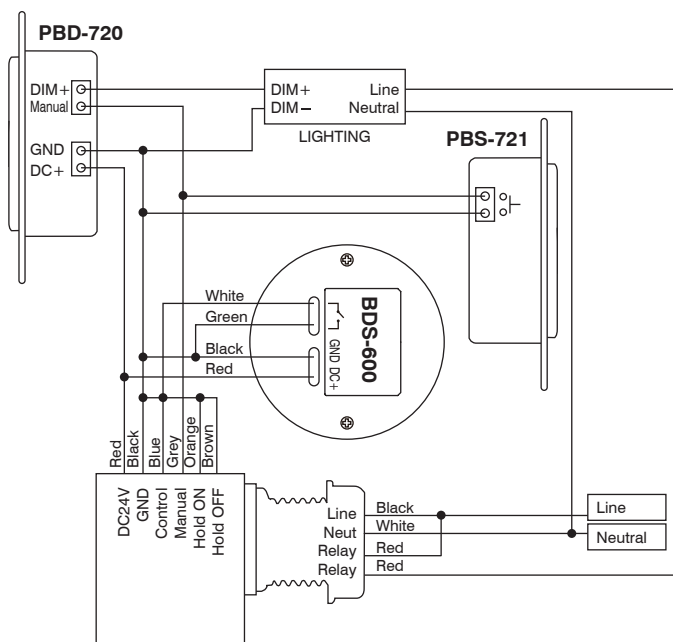 PBD-720
DIM+
Manual
GND
DC+
DIM+ Line
DIM− Neutral
LIGHTING
PBS-721
White
Green
Black
Red
BDS-600
GND DC+
Red
Black
Blue
Grey
Orange
Brown
DC24V
GND
Control
Manual
Hold ON
Hold OFF
Line
Neut
Relay
Relay
Black
White
Red
Red
Line
Neutral